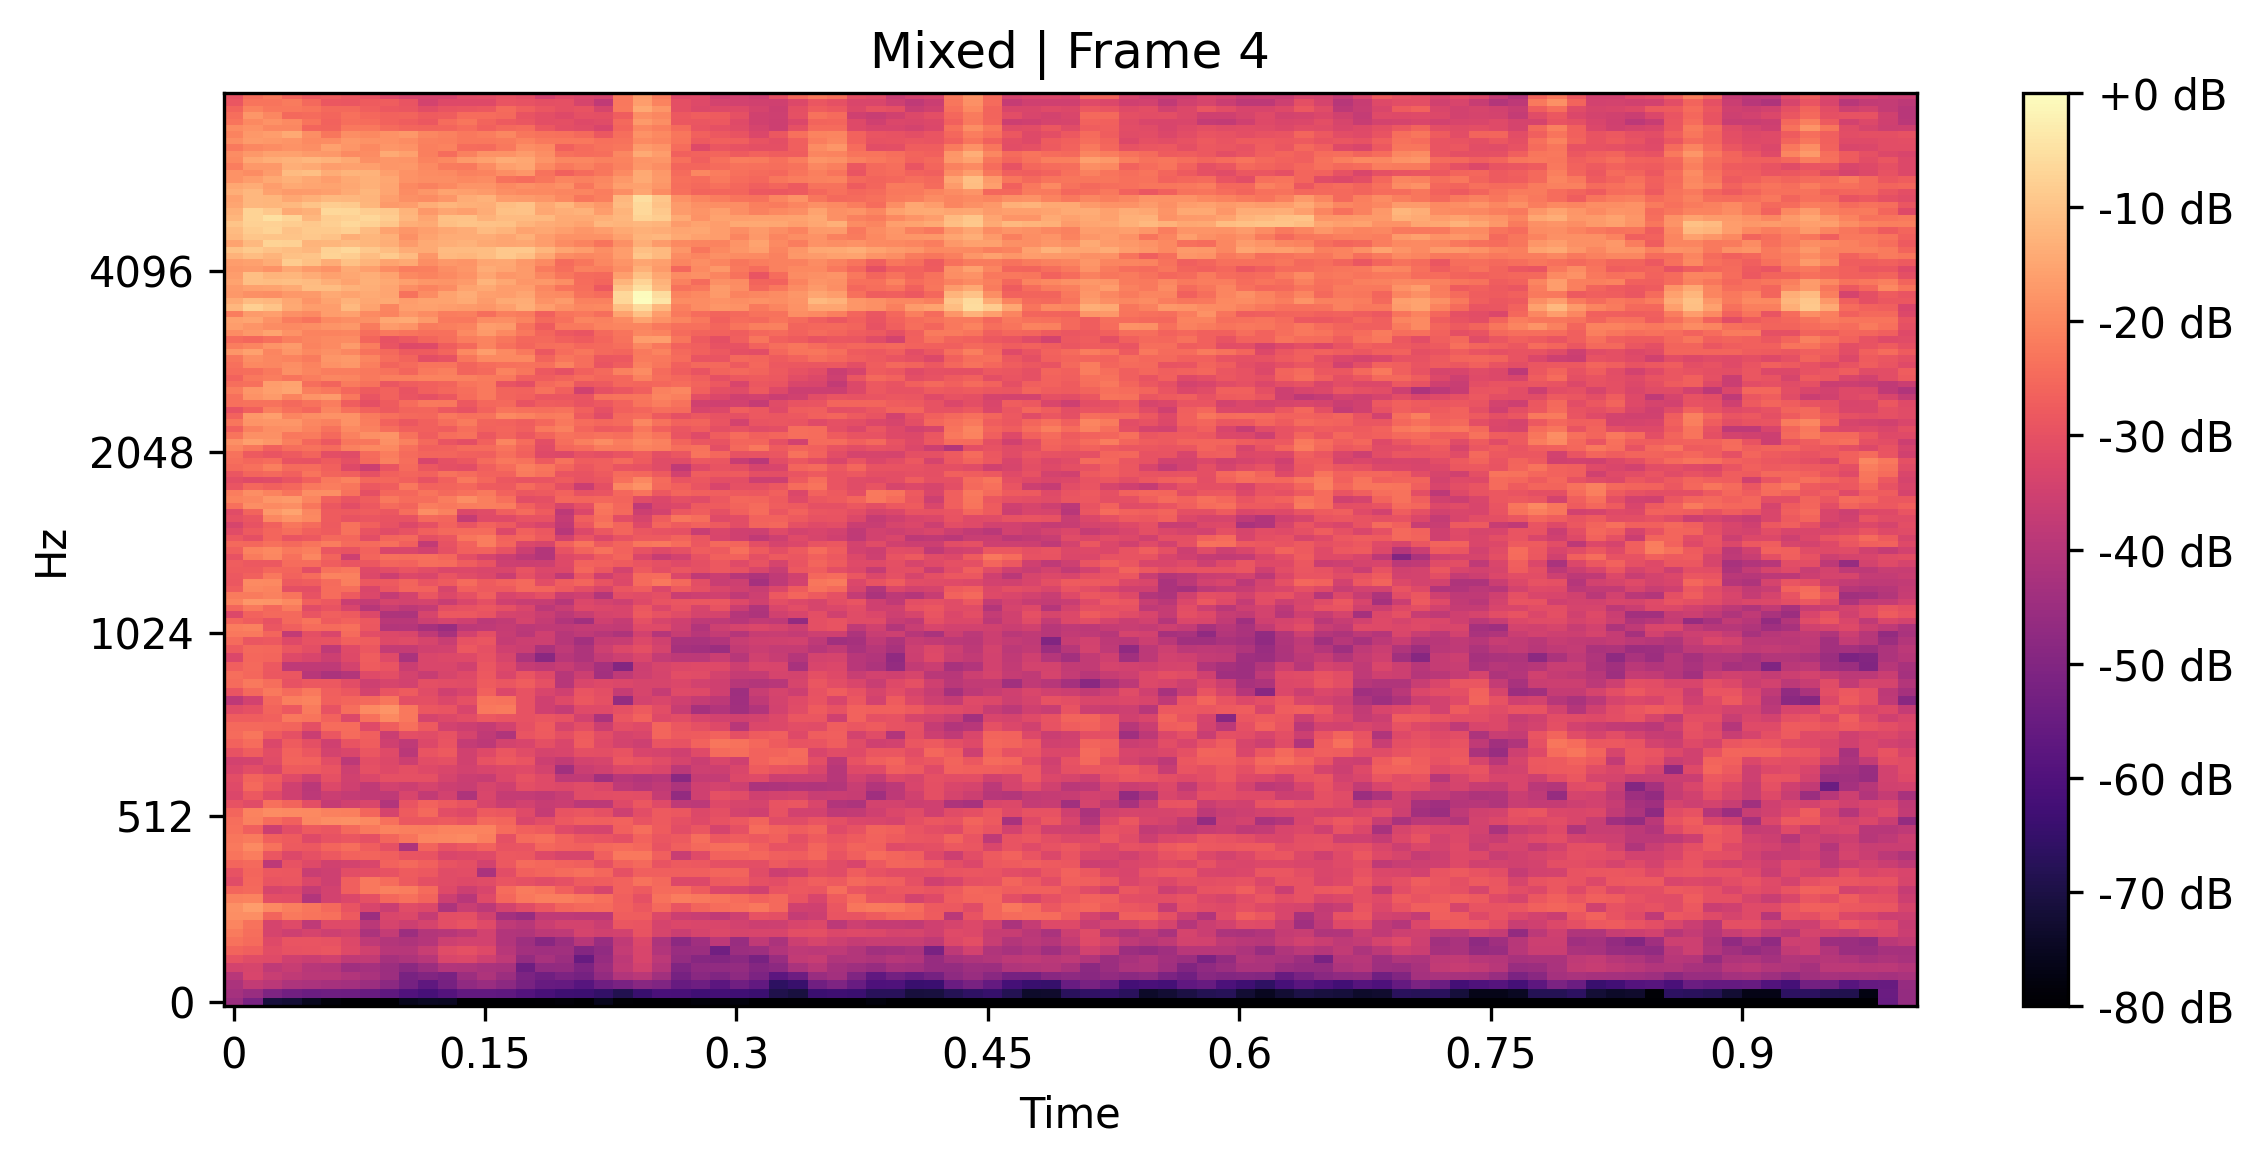 Mixed | Frame 4
Hz
4096
2048
1024
512
0
0 0.15 0.3 0.45 0.6 0.75 0.9
Time
+0 dB
-10 dB
-20 dB
-30 dB
-40 dB
-50 dB
-60 dB
-70 dB
-80 dB